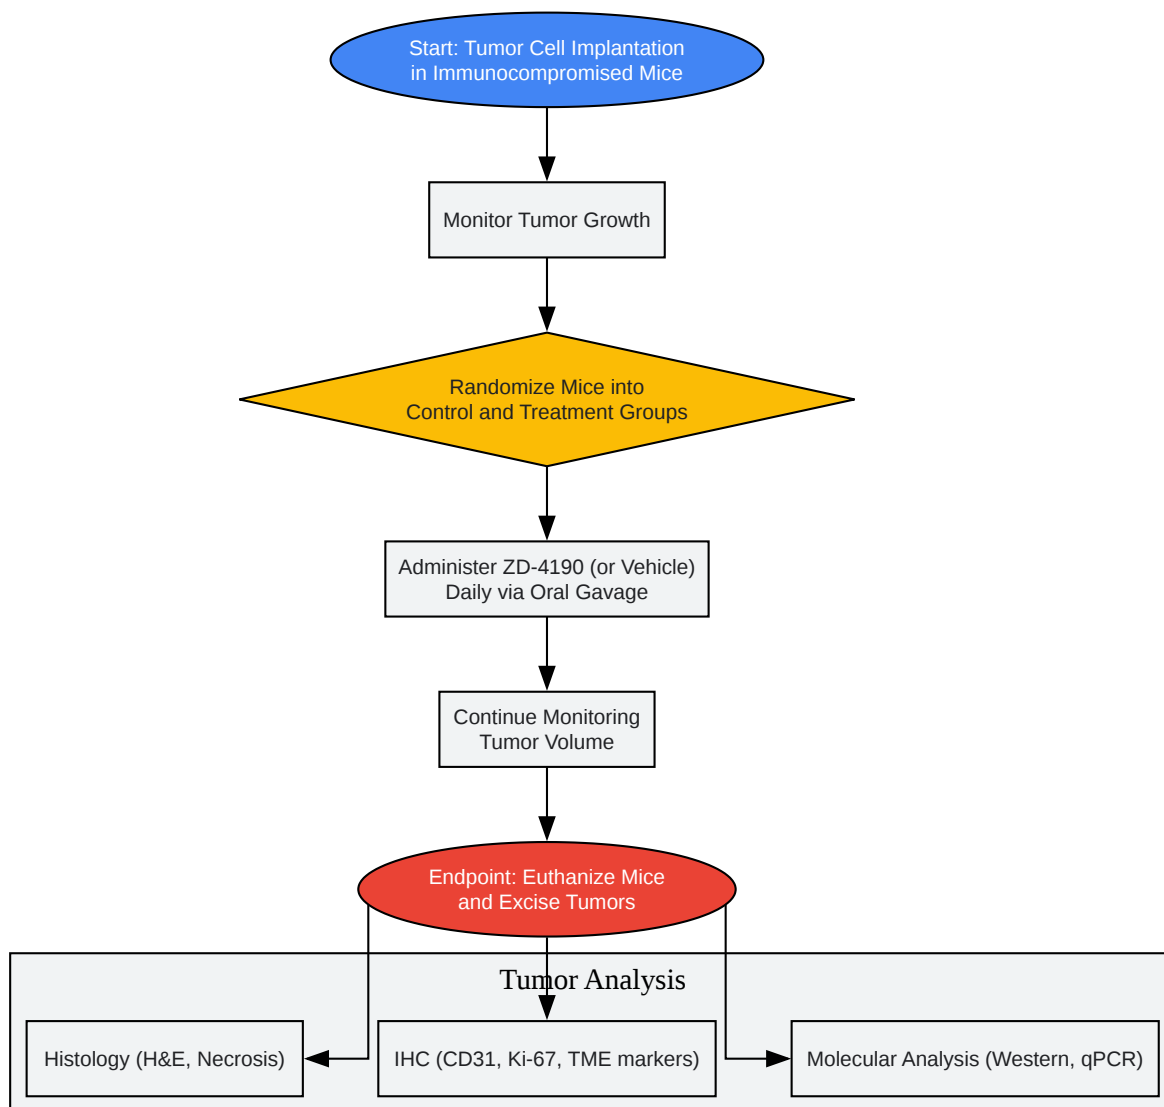 Start: Tumor Cell Implantation
in Immunocompromised Mice
Monitor Tumor Growth
Randomize Mice into
Control and Treatment Groups
Administer ZD-4190 (or Vehicle)
Daily via Oral Gavage
Continue Monitoring
Tumor Volume
Endpoint: Euthanize Mice
and Excise Tumors
Tumor Analysis
Histology (H&E, Necrosis)
IHC (CD31, Ki-67, TME markers)
Molecular Analysis (Western, qPCR)